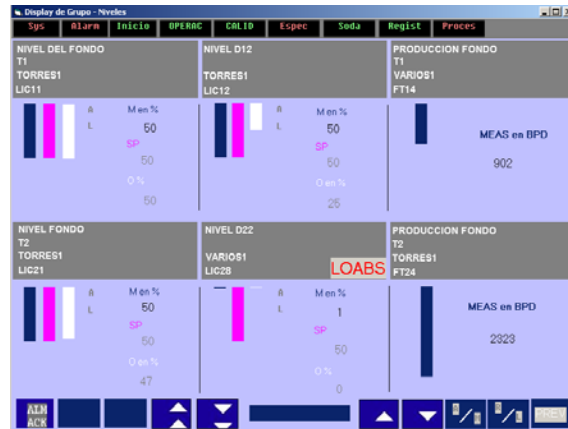 Display de Grupo - Nveles
Sys Alarm Inicio OPERAC CALID Espec Soda Regist Proces
NIVEL DEL FONDO
T1
TORRES1
LIC11
NIVEL D12
TORRES1
LIC12
PRODUCCION FONDO
T1
VARIOS1
FT14
A
L
M en %
50
SP
50
O %
50
A
L
M en %
50
SP
50
O en %
25
MEAS en BPD
902
NIVEL FONDO
T2
TORRES1
LIC21
NIVEL D22
VARIOS1
LIC28
LOABS
PRODUCCION FONDO
T2
TORRES1
FT24
A
L
M en %
50
SP
50
O en %
47
A
L
M en %
1
SP
50
O %
0
MEAS en BPD
2323
ALM
ACK
PREV